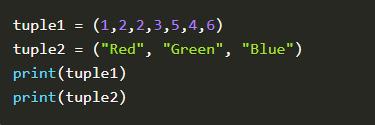 tuple1 = (1,2,2,3,5,4,6)
tuple2 = ("Red", "Green", "Blue")
print(tuple1)
print(tuple2)